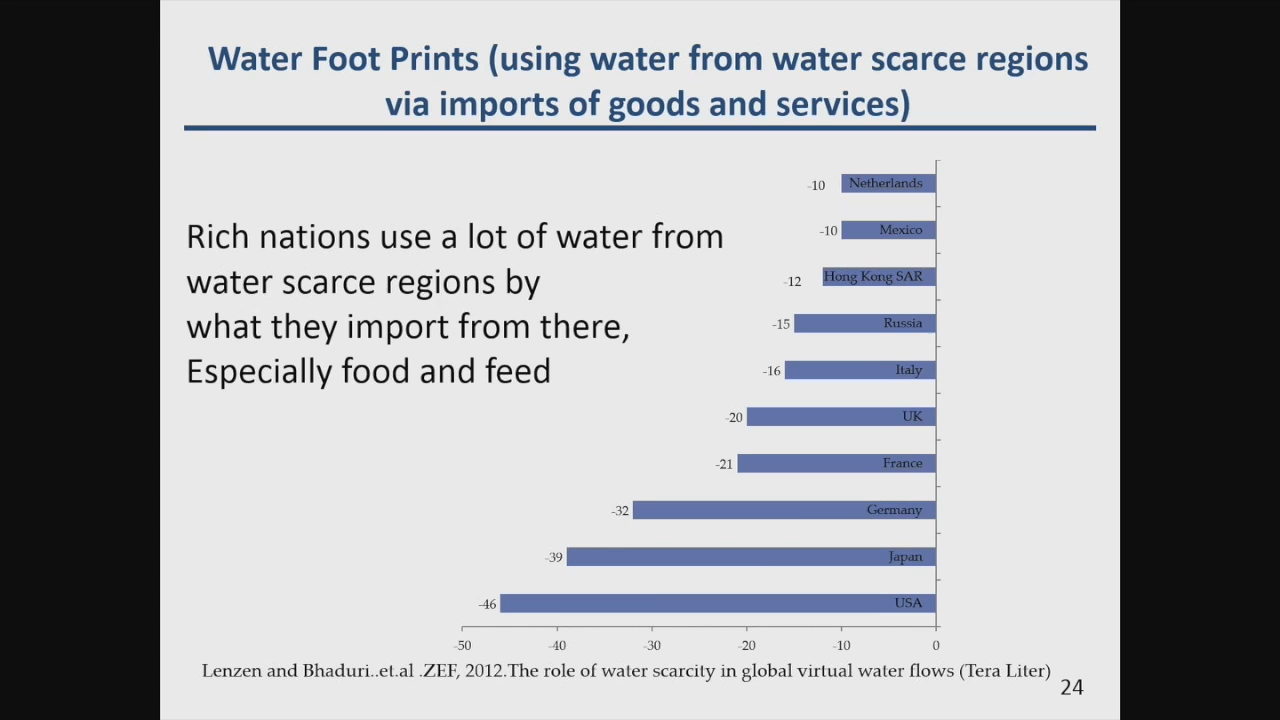 Water Foot Prints (using water from water scarce regions
via imports of goods and services)
Rich nations use a lot of water from
water scarce regions by
what they import from there,
Especially food and feed
-10 Netherlands
-10 Mexico
-12 Hong Kong SAR
-15 Russia
-16 Italy
-20 UK
-21 France
-32 Germany
-39 Japan
-46 USA
-50 -40 -30 -20 -10 0
Lenzen and Bhaduri..et.al .ZEF, 2012.The role of water scarcity in global virtual water flows (Tera Liter)
24